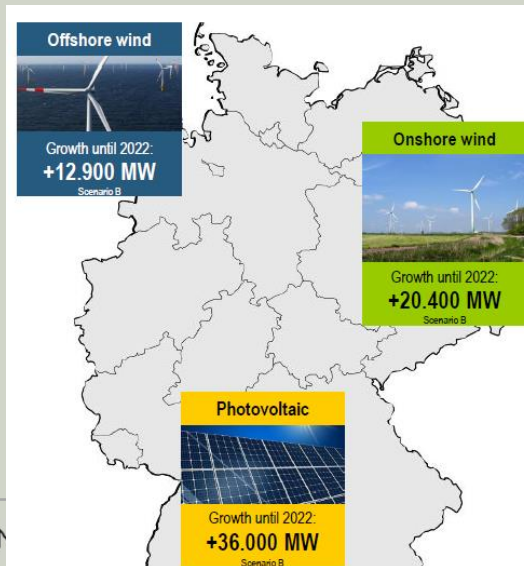 Offshore wind
Growth until 2022:
+12.900 MW
Scenario B
Onshore wind
Growth until 2022:
+20.400 MW
Scenario B
Photovoltaic
Growth until 2022:
+36.000 MW
Scenario B